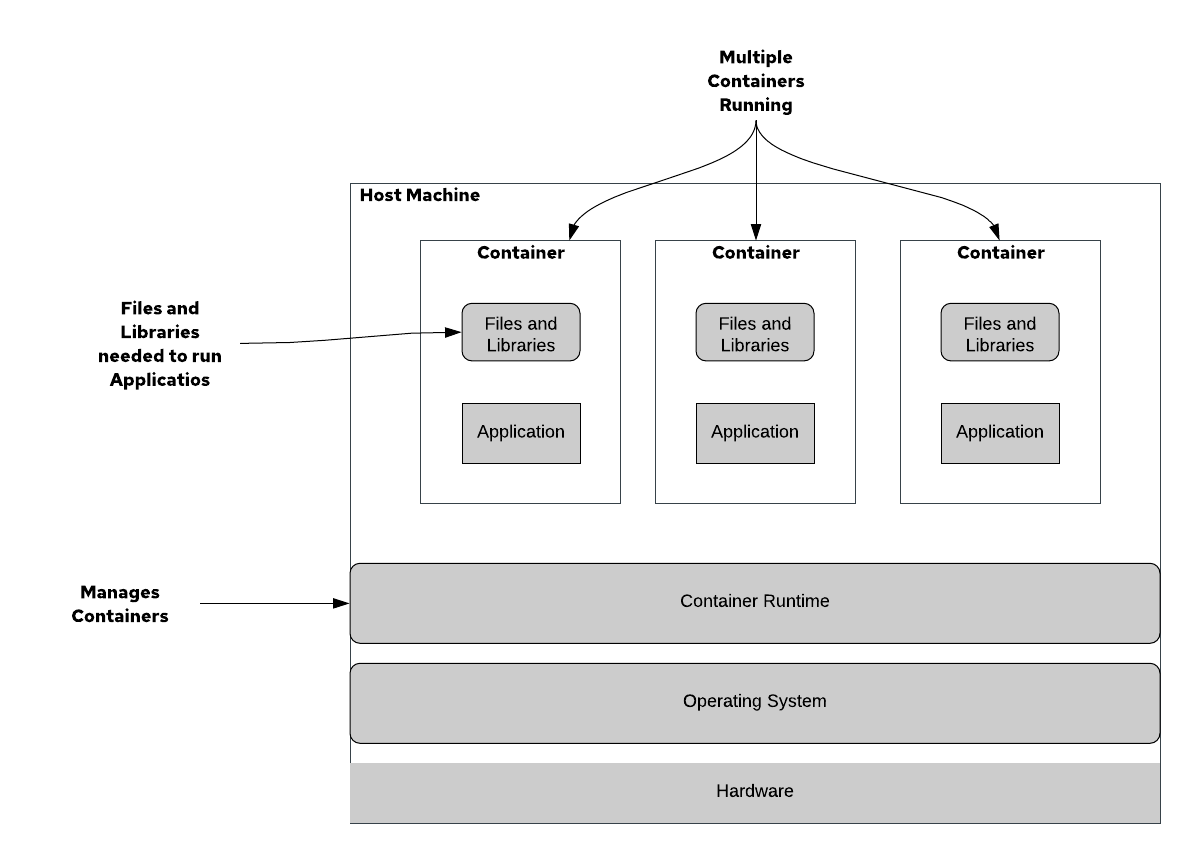 Multiple
Containers
Running
Host Machine
Container
Container
Container
Files and
Libraries
needed to run
Applicatios
Files and
Libraries
Files and
Libraries
Files and
Libraries
Application
Application
Application
Manages
Containers
Container Runtime
Operating System
Hardware